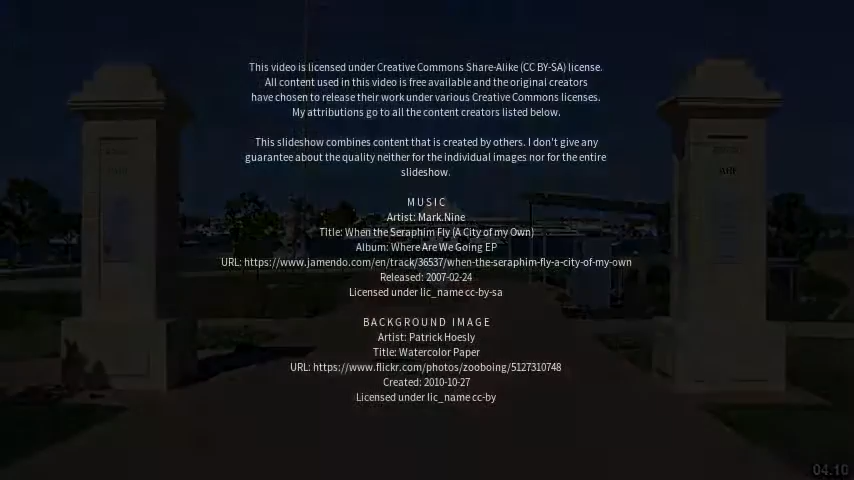 This video is licensed under Creative Commons Share-Alike (CC BY-SA) license.
All content used in this video is free available and the original creators
have chosen to release their work under various Creative Commons licenses.
My attributions go to all the content creators listed below.
This slideshow combines content that is created by others. I don't give any
guarantee about the quality neither for the individual images nor for the entire
slideshow.
MUSIC
Artist: Mark.Nine
Title: When the Seraphim Fly (A City of my Own)
Album: Where Are We Going EP
URL: https://www.jamendo.com/en/track/36537/when-the-seraphim-fly-a-city-of-my-own
Released: 2007-02-24
Licensed under lic_name cc-by-sa
BACKGROUND IMAGE
Artist: Patrick Hoesly
Title: Watercolor Paper
URL: https://www.flickr.com/photos/zooboing/5127310748
Created: 2010-10-27
Licensed under lic_name cc-by
04.10